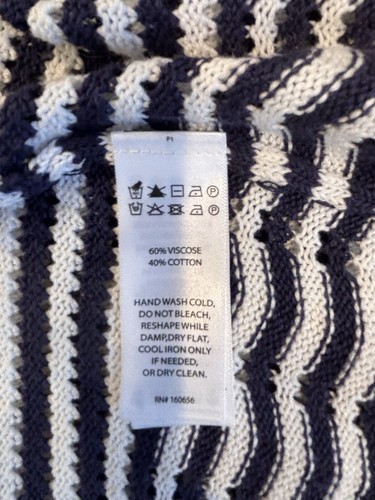 M
P
P
60% VISCOSE
40% COTTON
HAND WASH COLD,
DO NOT BLEACH,
RESHAPE WHILE
DAMP,DRY FLAT,
COOL IRON ONLY
IF NEEDED,
OR DRY CLEAN.
RN# 160656